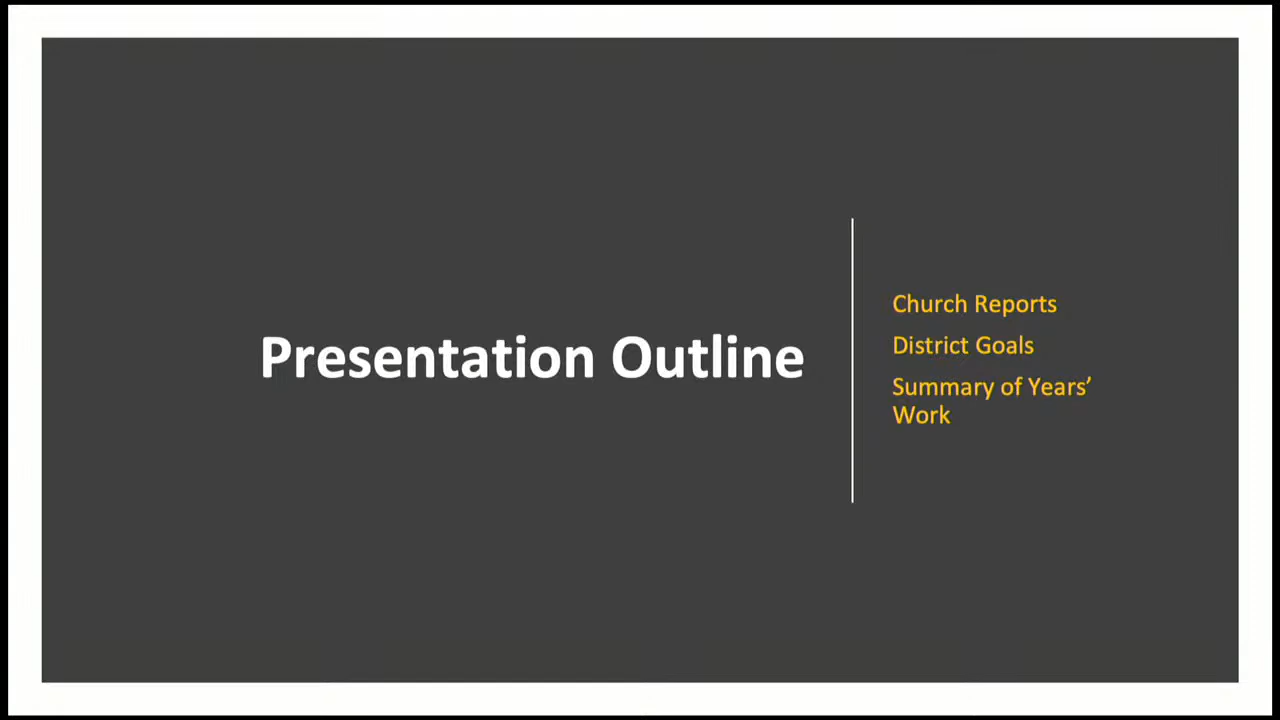 Presentation Outline
Church Reports
District Goals
Summary of Years’
Work